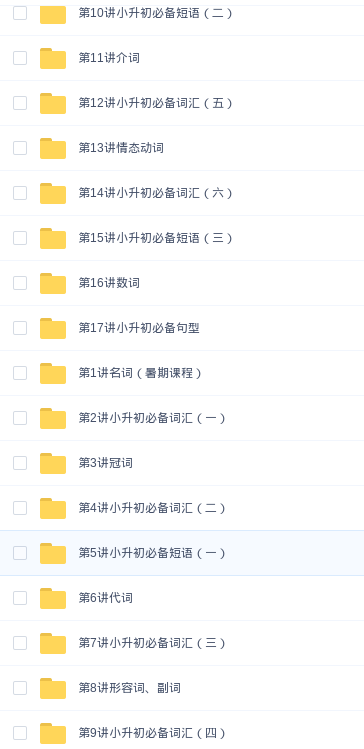 第10讲小升初必备短语（二）
第11讲介词
第12讲小升初必备词汇（五）
第13讲情态动词
第14讲小升初必备词汇（六）
第15讲小升初必备短语（三）
第16讲数词
第17讲小升初必备句型
第1讲名词（暑期课程）
第2讲小升初必备词汇（一）
第3讲冠词
第4讲小升初必备词汇（二）
第5讲小升初必备短语（一）
第6讲代词
第7讲小升初必备词汇（三）
第8讲形容词、副词
第9讲小升初必备词汇（四）